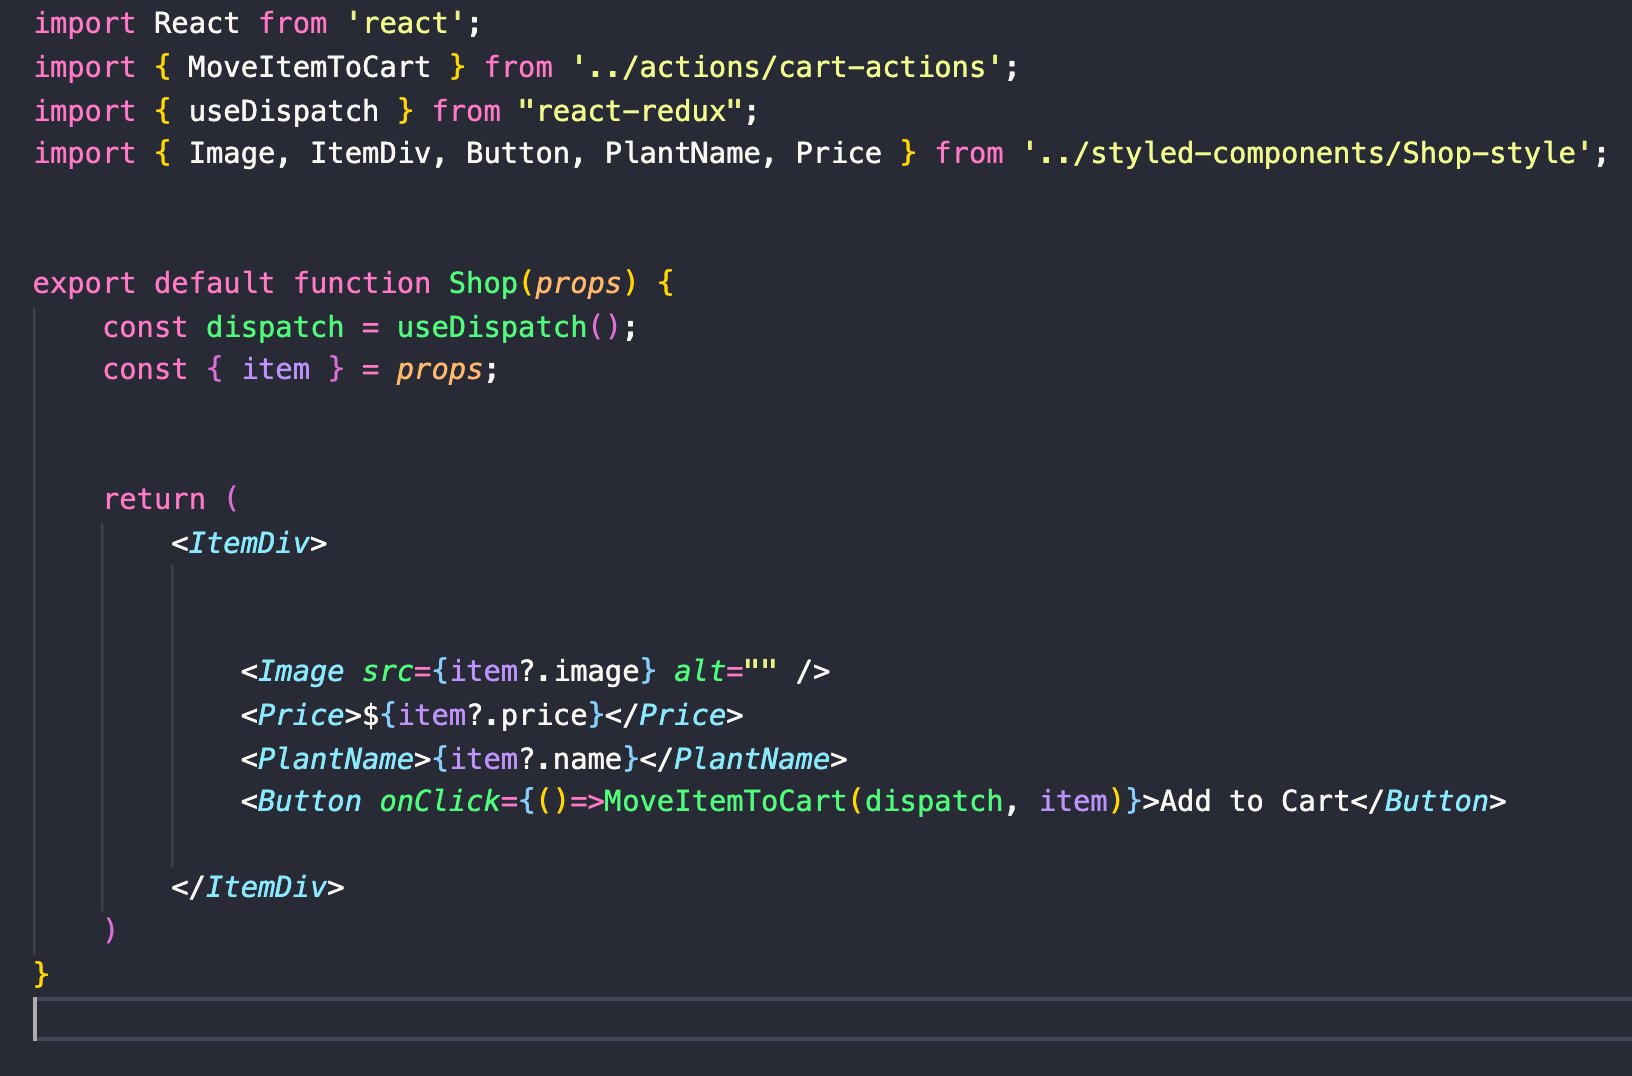 import React from 'react';
import { MoveItemToCart } from '../actions/cart-actions';
import { useDispatch } from "react-redux";
import { Image, ItemDiv, Button, PlantName, Price } from '../styled-components/Shop-style';
export default function Shop(props) {
    const dispatch = useDispatch();
    const { item } = props;
    return (
        <ItemDiv>
            <Image src={item?.image} alt="" />
            <Price>${item?.price}</Price>
            <PlantName>{item?.name}</PlantName>
            <Button onClick={()=>MoveItemToCart(dispatch, item)}>Add to Cart</Button>
        </ItemDiv>
    )
}